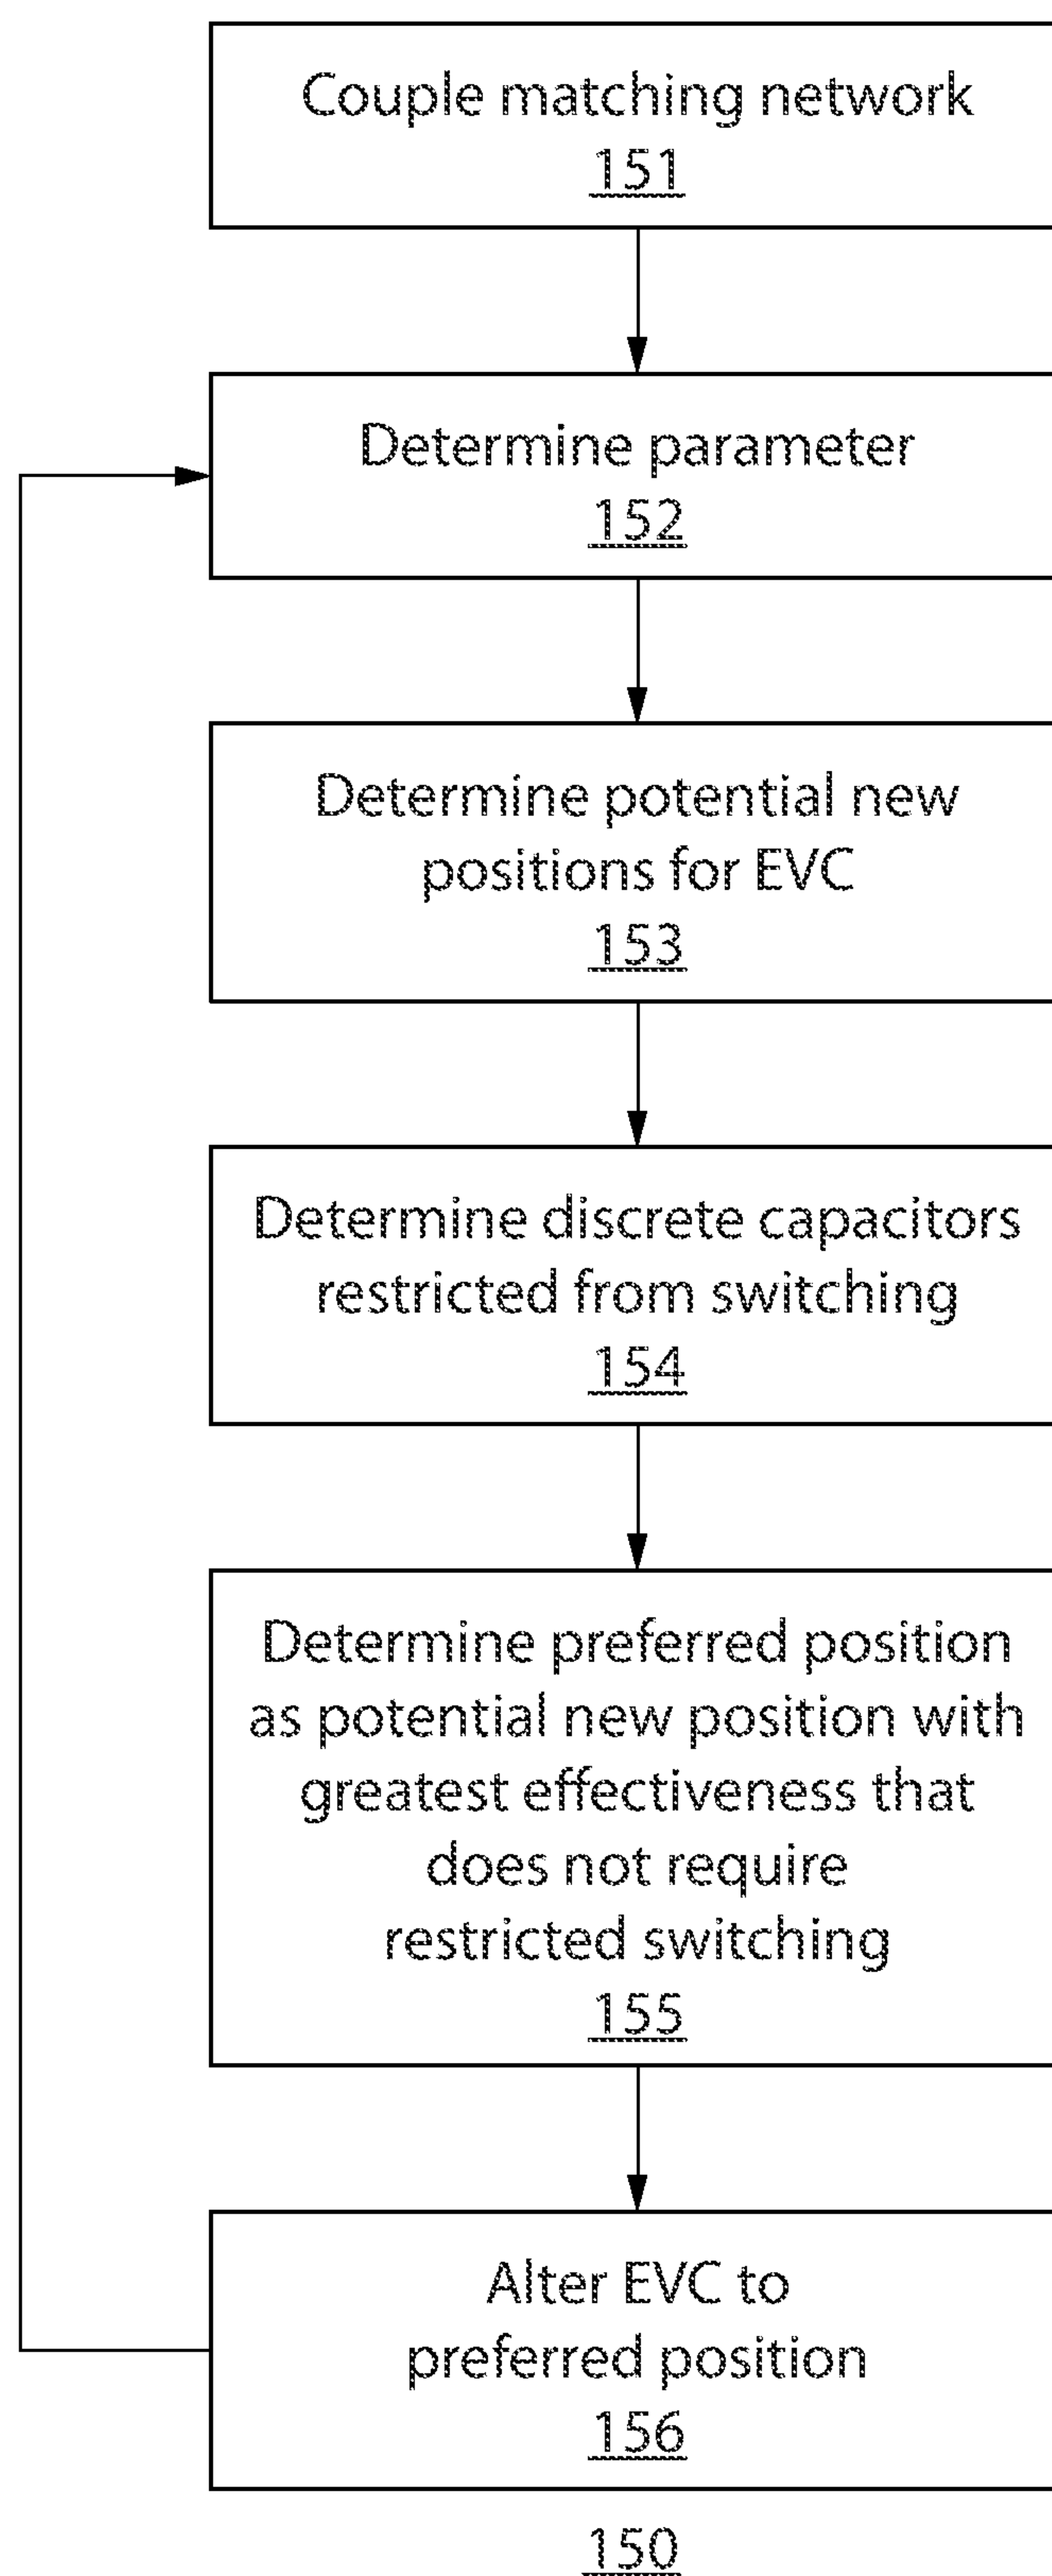 Couple matching network
151
Determine parameter
152
Determine potential new
positions for EVC
153
Determine discrete capacitors
restricted from switching
154
Determine preferred position
as potential new position with
greatest effectiveness that
does not require
restricted switching
155
Alter EVC to
preferred position
156
150